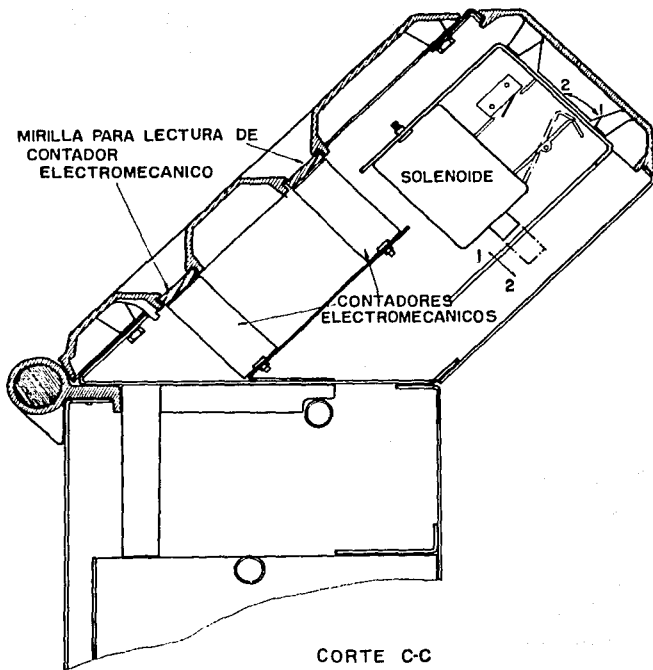 2
1
MIRILLA PARA LECTURA DE
CONTADOR
ELECTROMECANICO
SOLENOIDE
1
2
CONTADORES
ELECTROMECANICOS
CORTE C-C